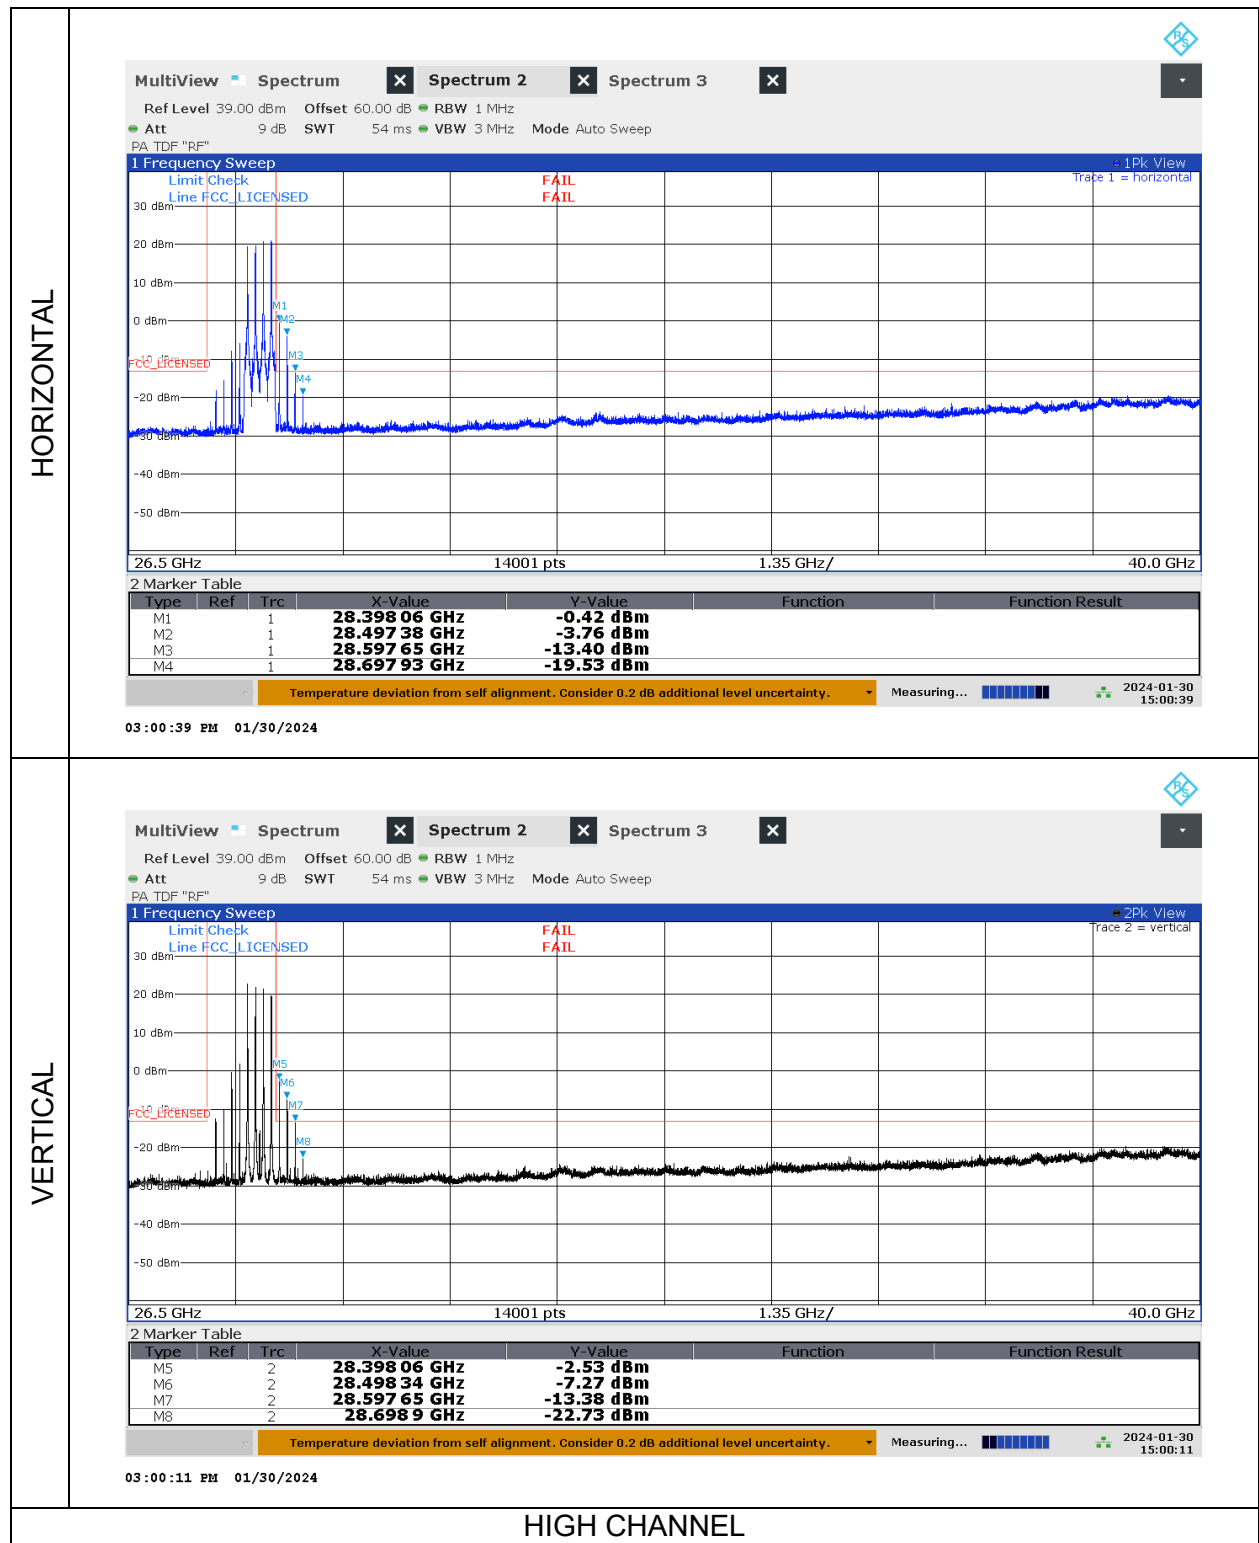 HORIZONTAL
R&S
MultiView Spectrum Spectrum 2 Spectrum 3
Ref Level 39.00 dBm Offset 60.00 dB RBW 1 MHz
Att 9 dB SWT 54 ms VBW 3 MHz Mode Auto Sweep
PA TDF "RF"
1 Frequency Sweep 1Pk View
Limit Check FAIL Trace 1 = horizontal
Line FCC_LICENSED FAIL
30 dBm
20 dBm
10 dBm
M1
0 dBm M2
M3
-10 dBm
FCC_LICENSED
M4
-20 dBm
-30 dBm
-40 dBm
-50 dBm
26.5 GHz 14001 pts 1.35 GHz/ 40.0 GHz
2 Marker Table
Type Ref Trc X-Value Y-Value Function Function Result
M1 1 28.398 06 GHz -0.42 dBm
M2 1 28.497 38 GHz -3.76 dBm
M3 1 28.597 65 GHz -13.40 dBm
M4 1 28.697 93 GHz -19.53 dBm
Temperature deviation from self alignment. Consider 0.2 dB additional level uncertainty. Measuring... 2024-01-30
15:00:39
03:00:39 PM 01/30/2024
VERTICAL
R&S
MultiView Spectrum Spectrum 2 Spectrum 3
Ref Level 39.00 dBm Offset 60.00 dB RBW 1 MHz
Att 9 dB SWT 54 ms VBW 3 MHz Mode Auto Sweep
PA TDF "RF"
1 Frequency Sweep 2Pk View
Limit Check FAIL Trace 2 = vertical
Line FCC_LICENSED FAIL
30 dBm
20 dBm
10 dBm
M5
0 dBm
M6
M7
-10 dBm
FCC_LICENSED
M8
-20 dBm
-30 dBm
-40 dBm
-50 dBm
26.5 GHz 14001 pts 1.35 GHz/ 40.0 GHz
2 Marker Table
Type Ref Trc X-Value Y-Value Function Function Result
M5 2 28.398 06 GHz -2.53 dBm
M6 2 28.498 34 GHz -7.27 dBm
M7 2 28.597 65 GHz -13.38 dBm
M8 2 28.698 9 GHz -22.73 dBm
Temperature deviation from self alignment. Consider 0.2 dB additional level uncertainty. Measuring... 2024-01-30
15:00:11
03:00:11 PM 01/30/2024
HIGH CHANNEL